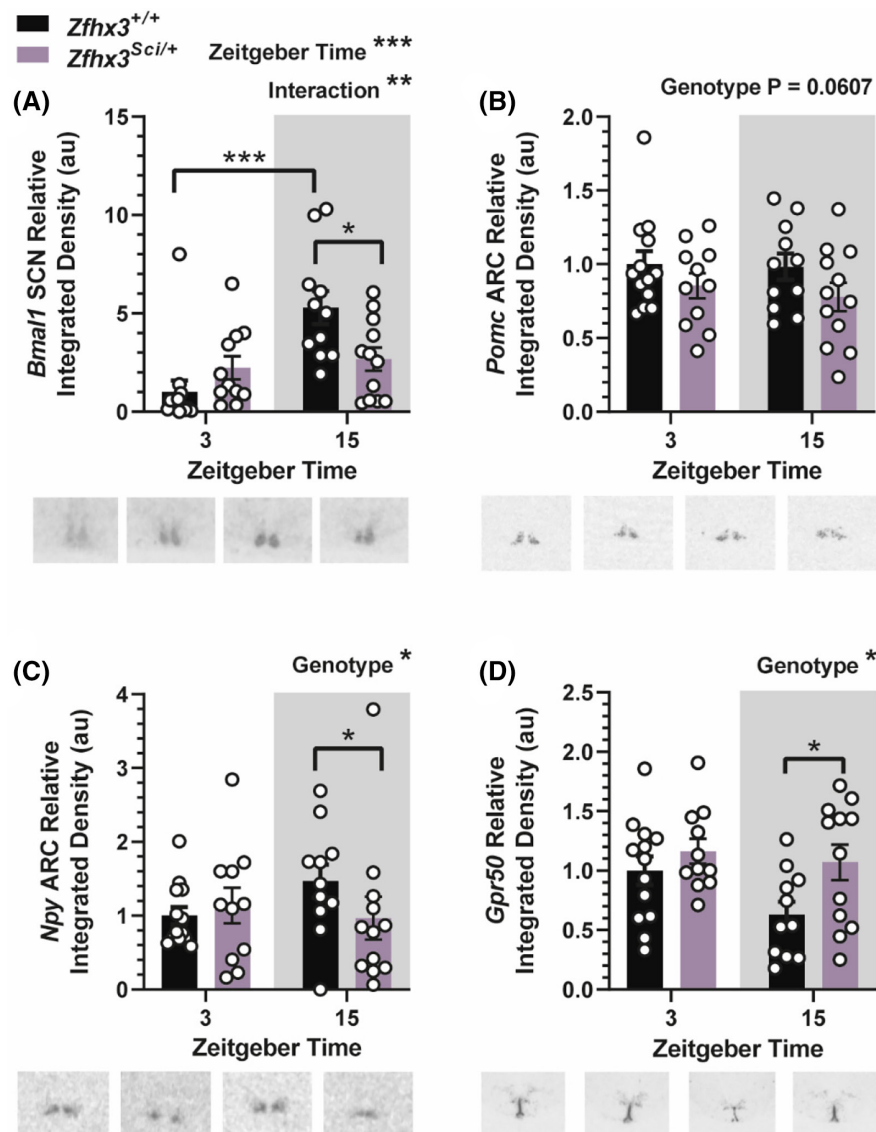 Zfhx3+/+
Zfhx3Sci/+
Zeitgeber Time ***
Interaction **
(A)
Bmal1 SCN Relative
Integrated Density (au)
15
10
5
0
***
*
3
15
Zeitgeber Time
(B)
Genotype P = 0.0607
Pomc ARC Relative
Integrated Density (au)
2.0
1.5
1.0
0.5
0.0
3
15
Zeitgeber Time
(C)
Genotype *
Npy ARC Relative
Integrated Density (au)
4
3
2
1
0
*
3
15
Zeitgeber Time
(D)
Genotype *
Gpr50 Relative
Integrated Density (au)
2.5
2.0
1.5
1.0
0.5
0.0
*
3
15
Zeitgeber Time